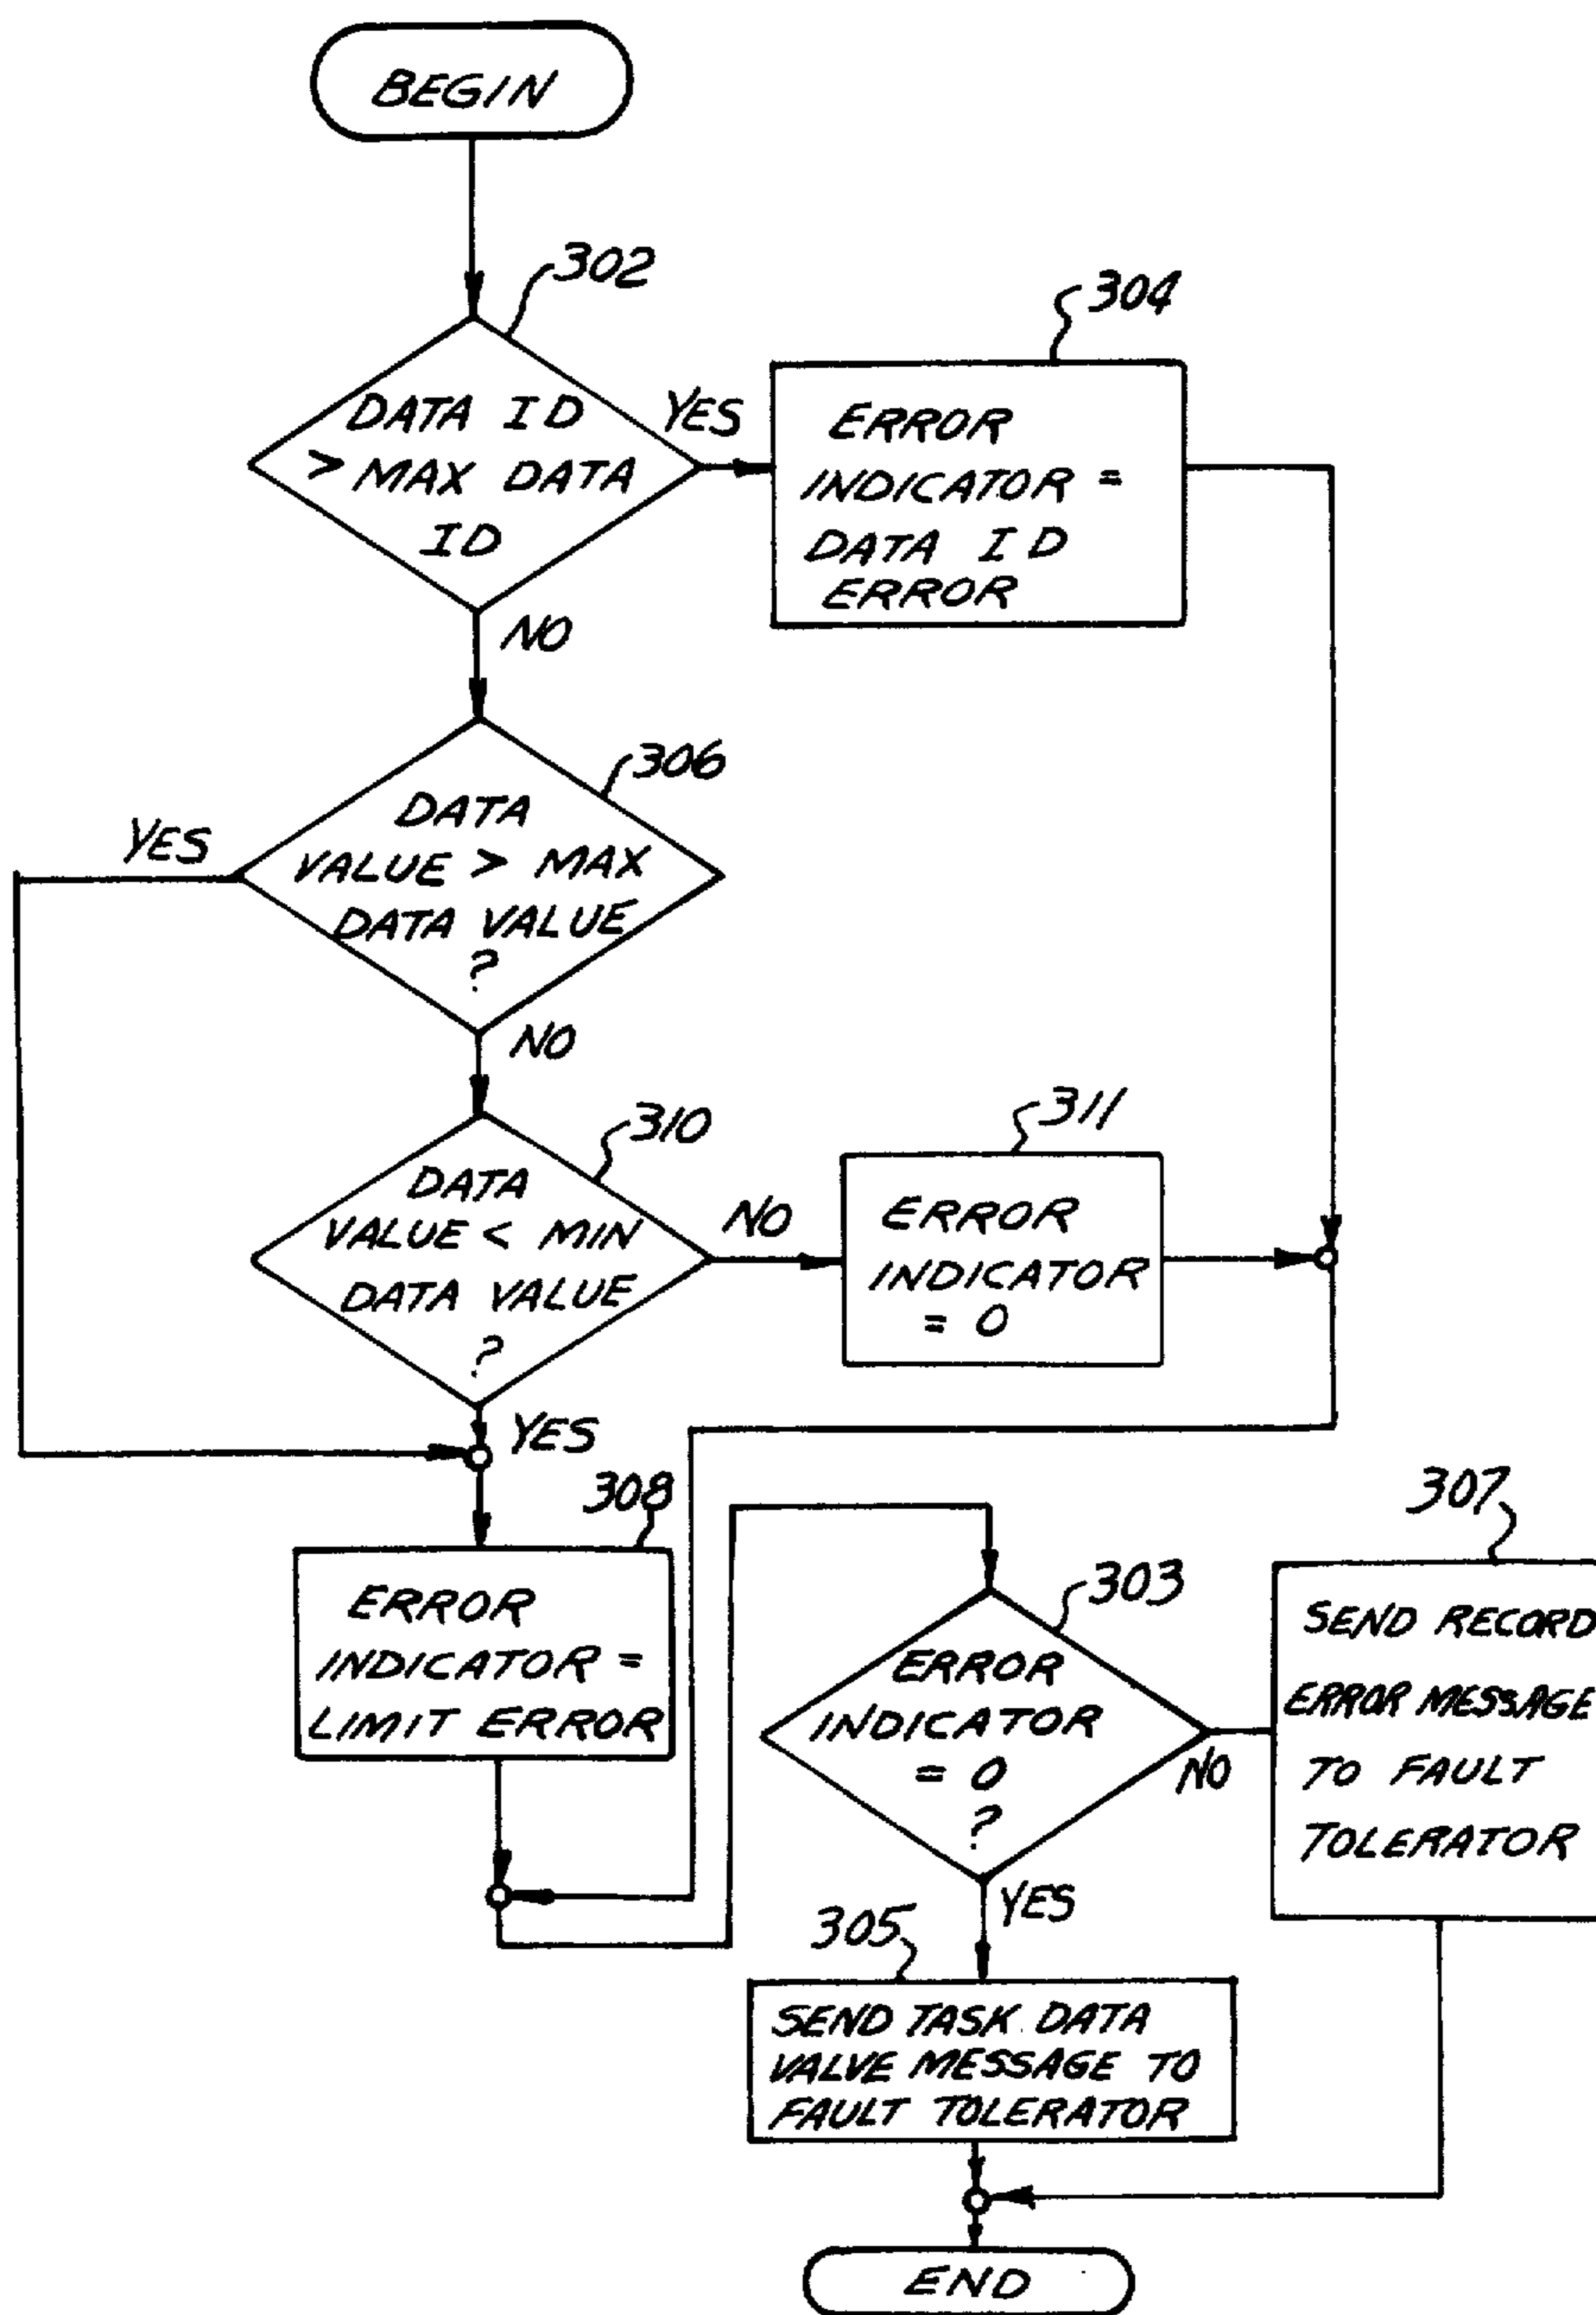 BEGIN
302
DATA ID
> MAX DATA
ID
YES
NO
304
ERROR
INDICATOR =
DATA ID
ERROR
306
DATA
VALUE > MAX
DATA VALUE
?
YES
NO
310
DATA
VALUE < MIN
DATA VALUE
?
NO
YES
311
ERROR
INDICATOR
= 0
308
ERROR
INDICATOR =
LIMIT ERROR
303
ERROR
INDICATOR
= 0
?
NO
YES
307
SEND RECORD
ERROR MESSAGE
TO FAULT
TOLERATOR
305
SEND TASK DATA
VALVE MESSAGE TO
FAULT TOLERATOR
END